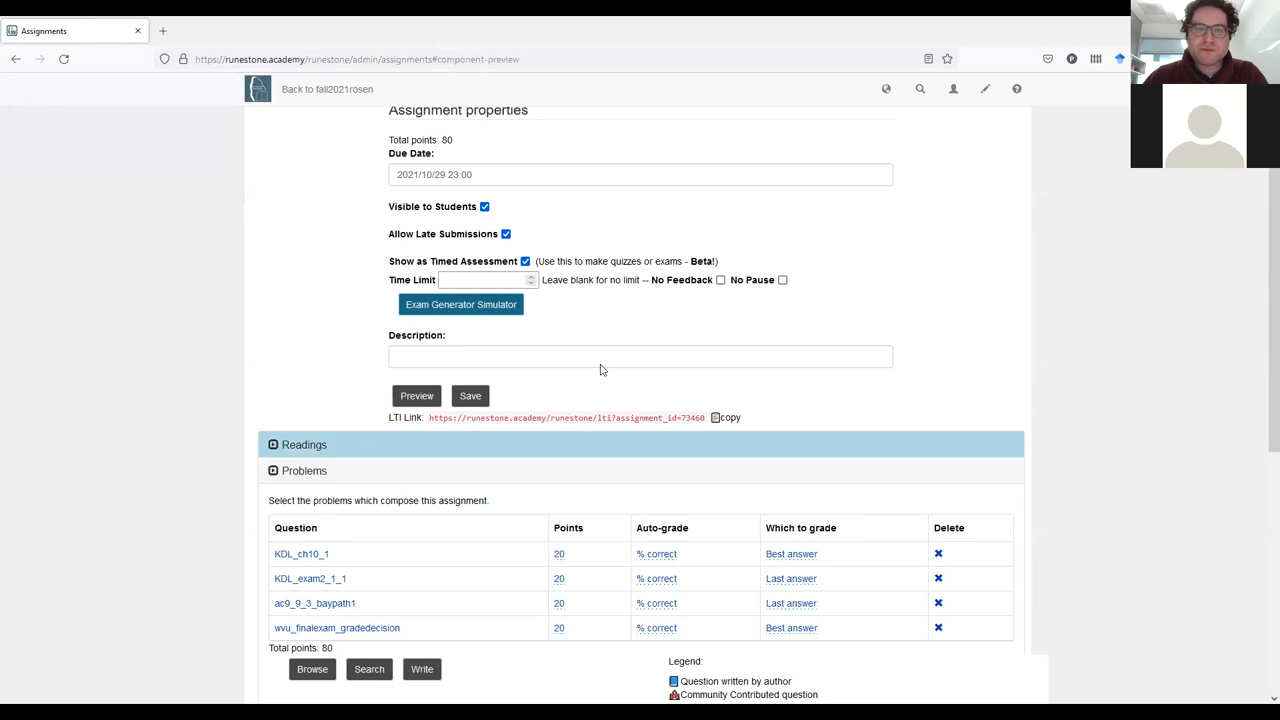 Assignments
https://runestone.academy/runestone/admin/assignments#component-preview
Back to fall2021rosen
Assignment properties
Total points: 80
Due Date:
2021/10/29 23:00
Visible to Students
Allow Late Submissions
Show as Timed Assessment (Use this to make quizzes or exams - Beta!)
Time Limit Leave blank for no limit -- No Feedback No Pause
Exam Generator Simulator
Description:
Preview Save
LTI Link: https://runestone.academy/runestone/lti?assignment_id=73460 copy
Readings
Problems
Select the problems which compose this assignment.
Question Points Auto-grade Which to grade Delete
KDL_ch10_1 20 % correct Best answer
KDL_exam2_1_1 20 % correct Last answer
ac9_9_3_baypath1 20 % correct Last answer
wvu_finalexam_gradedecision 20 % correct Best answer
Total points: 80
Browse Search Write
Legend:
Question written by author
Community Contributed question